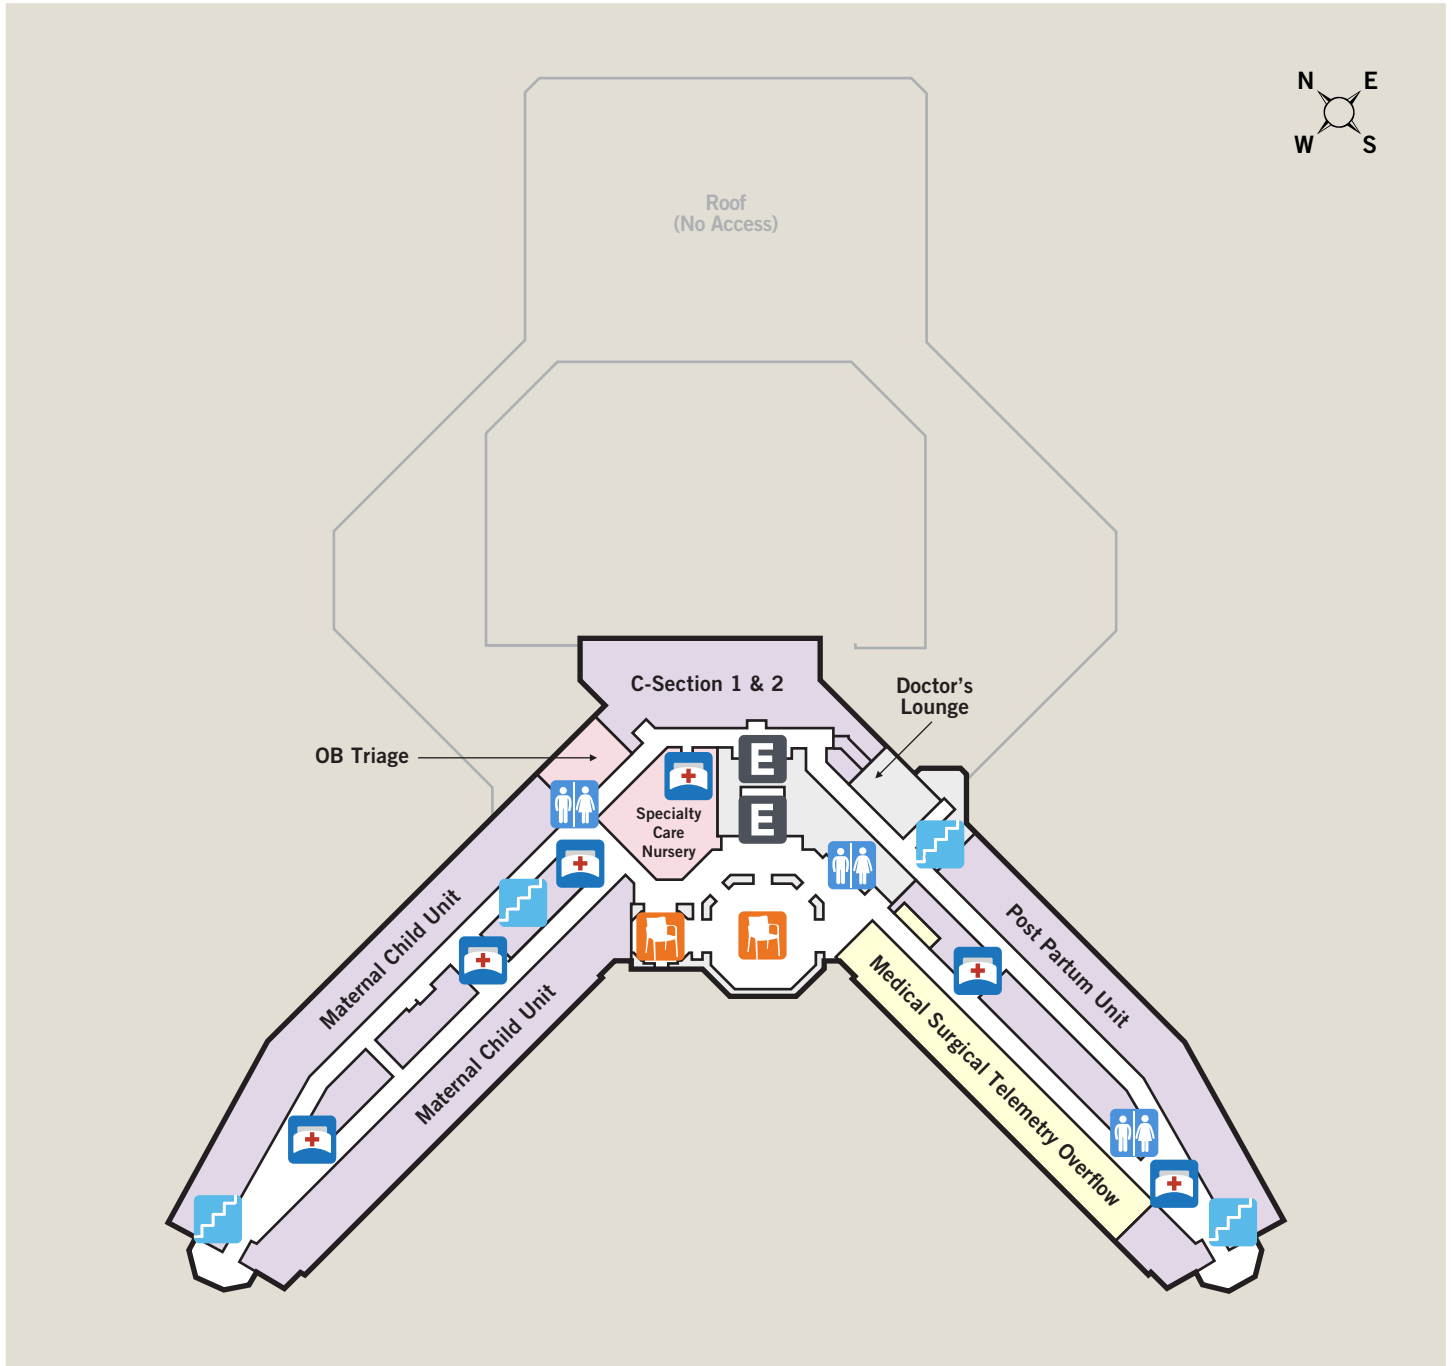 N E
W S
Roof
(No Access)
C-Section 1 & 2
Doctor's
Lounge
OB Triage
E
Specialty
Care
Nursery
E
Maternal Child Unit
Maternal Child Unit
Post Partum Unit
Medical Surgical Telemetry Overflow